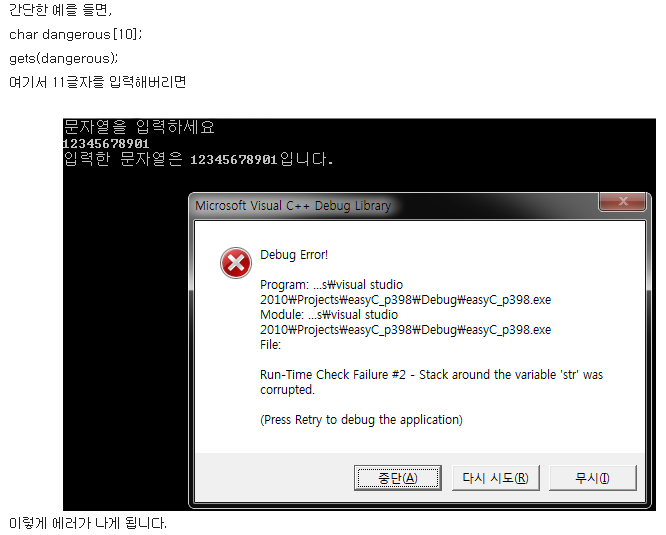 간단한 예를 들면,
char dangerous[10];
gets(dangerous);
여기서 11글자를 입력해버리면
문자열을 입력하세요
12345678901
입력한 문자열은 12345678901입니다.
Microsoft Visual C++ Debug Library
Debug Error!
Program: ...s\visual studio
2010\Projects\easyC_p398\Debug\easyC_p398.exe
Module: ...s\visual studio
2010\Projects\easyC_p398\Debug\easyC_p398.exe
File:
Run-Time Check Failure #2 - Stack around the variable 'str' was
corrupted.
(Press Retry to debug the application)
중단(A) 다시 시도(R) 무시(I)
이렇게 에러가 나게 됩니다.